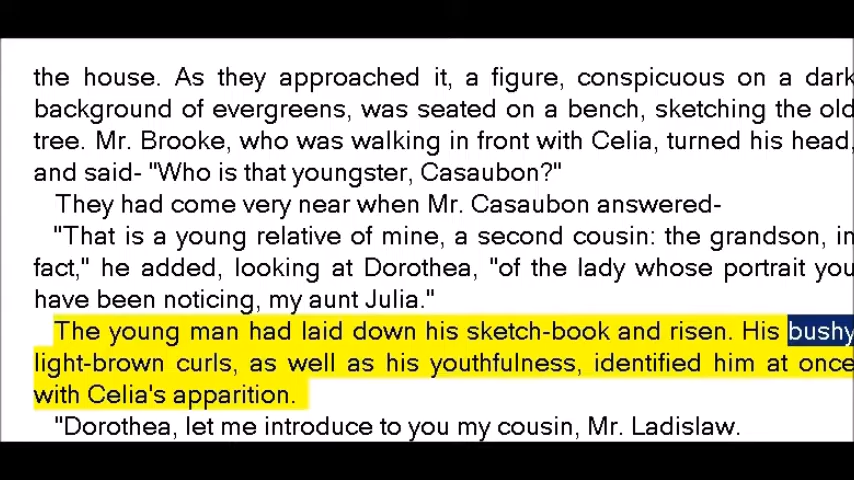 the house. As they approached it, a figure, conspicuous on a dark
background of evergreens, was seated on a bench, sketching the old
tree. Mr. Brooke, who was walking in front with Celia, turned his head,
and said- "Who is that youngster, Casaubon?"
They had come very near when Mr. Casaubon answered-
"That is a young relative of mine, a second cousin: the grandson, in
fact," he added, looking at Dorothea, "of the lady whose portrait you
have been noticing, my aunt Julia."
The young man had laid down his sketch-book and risen. His bushy
light-brown curls, as well as his youthfulness, identified him at once
with Celia's apparition.
"Dorothea, let me introduce to you my cousin, Mr. Ladislaw.